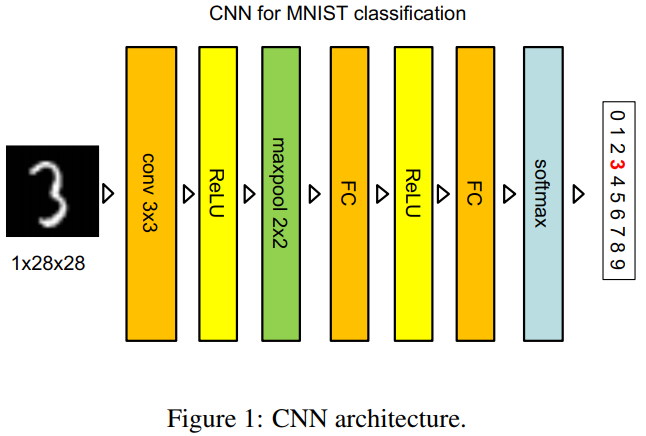 CNN for MNIST classification
conv 3x3
ReLU
maxpool 2x2
FC
ReLU
FC
softmax
0 1 2 3 4 5 6 7 8 9
3
1x28x28
Figure 1: CNN architecture.